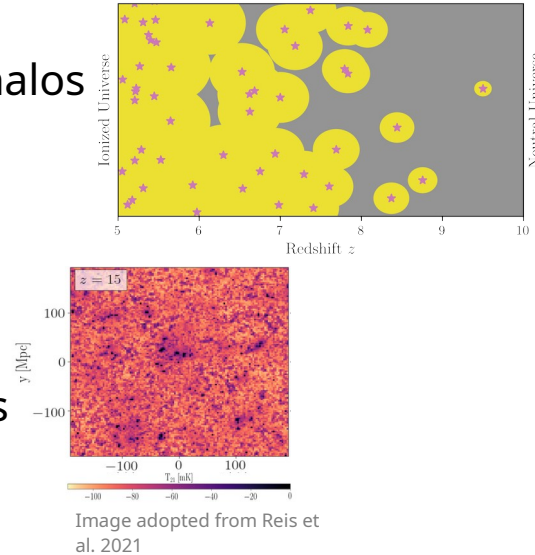 halos
Ionized Universe
Neutral Universe
5 6 7 8 9 10
Redshift z
z = 15
y [Mpc]
100
0
−100
−100 0 100
T₂₁ [mK]
−100 −80 −60 −40 −20 0
s
Image adopted from Reis et
al. 2021